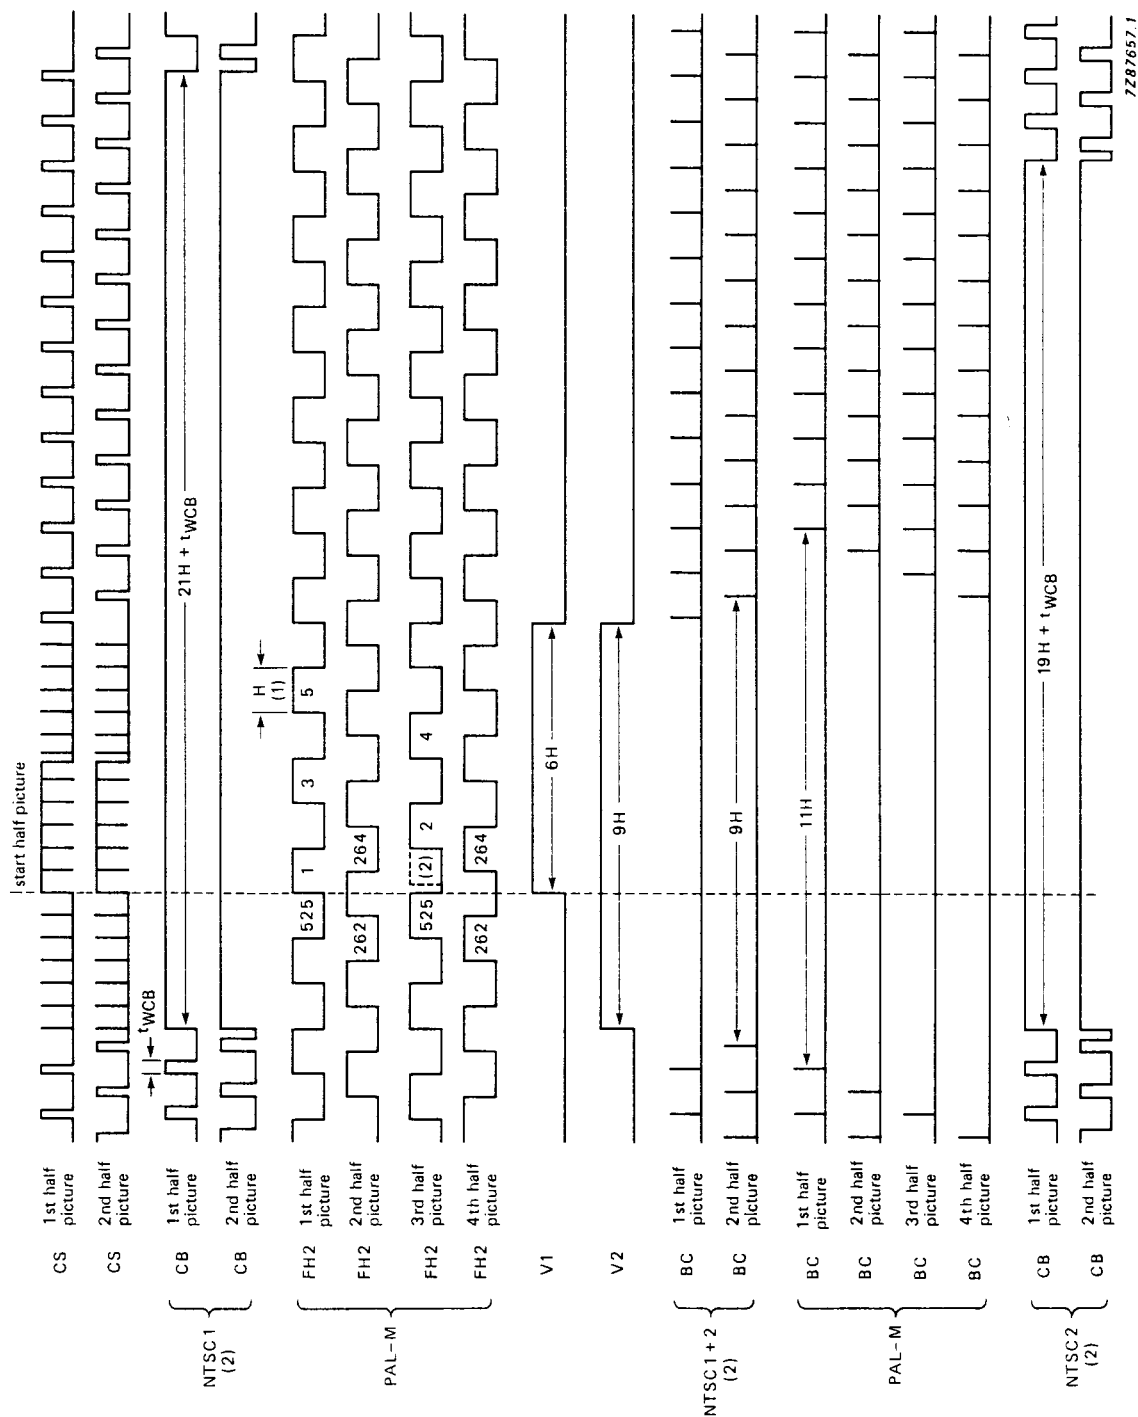 start half picture
CS 1st half
picture
CS 2nd half
picture
tWCB
NTSC1
(2)
CB 1st half
picture
21H + tWCB
CB 2nd half
picture
H
(1)
PAL-M
FH2 1st half
picture
525 1 3 5
FH2 2nd half
picture
262 264
FH2 3rd half
picture
525 (2) 2 4
FH2 4th half
picture
262 264
V1
6H
V2
9H
NTSC1+2
(2)
BC 1st half
picture
BC 2nd half
picture
9H
PAL-M
BC 1st half
picture
11H
BC 2nd half
picture
BC 3rd half
picture
BC 4th half
picture
NTSC2
(2)
CB 1st half
picture
19H + tWCB
CB 2nd half
picture
7Z87657.1